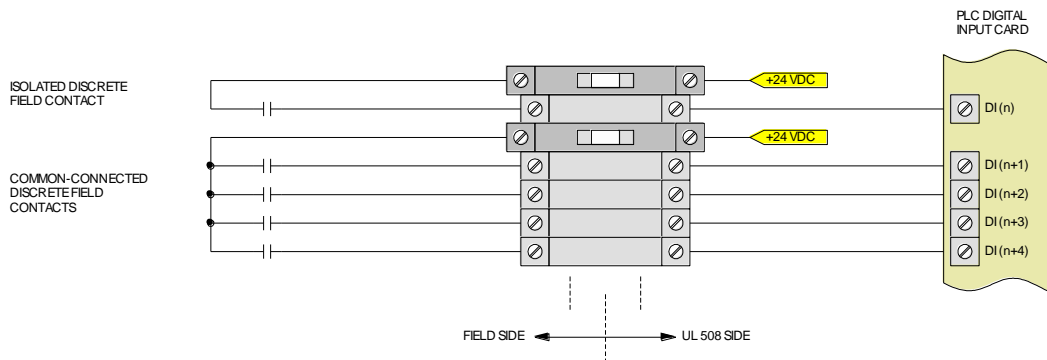 PLC DIGITAL
INPUT CARD
ISOLATED DISCRETE
FIELD CONTACT
+24 VDC
DI (n)
+24 VDC
COMMON-CONNECTED
DISCRETE FIELD
CONTACTS
DI (n+1)
DI (n+2)
DI (n+3)
DI (n+4)
FIELD SIDE
UL 508 SIDE